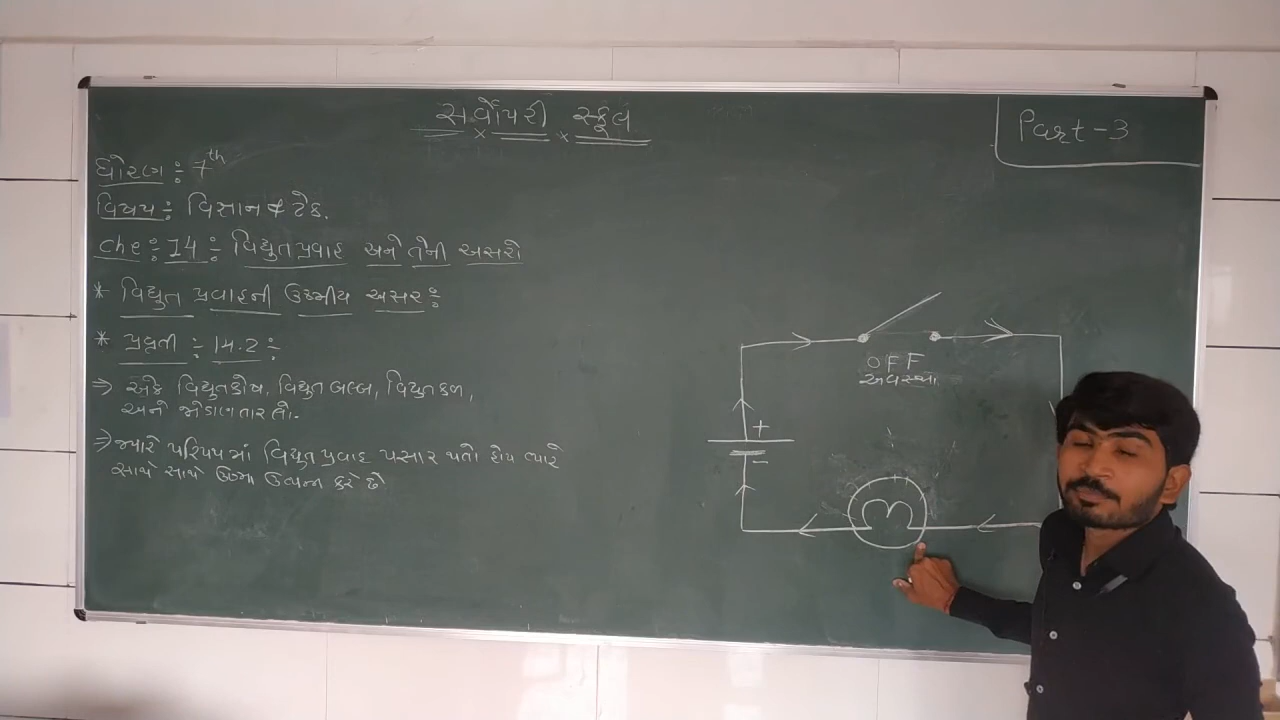 સર્વોપરી સ્કૂલ
Part-3
ધોરણ : 7th
વિષય : વિજ્ઞાન & ટેક.
che : 14 : વિદ્યુતપ્રવાહ અને તેની અસરો
* વિદ્યુત પ્રવાહની ઉષ્મીય અસર :
* પ્રવૃતી : 14.2 :
⇒ એક વિદ્યુતકોષ, વિદ્યુત બલ્બ, વિદ્યુતકળ,
અને જોડાણતાર લો.
⇒ જ્યારે પરિપથમાં વિદ્યુતપ્રવાહ પસાર થતો હોય ત્યારે
સાથે સાથે ઉષ્મા ઉત્પન્ન કરે છે
OFF
અવસ્થા
+
-